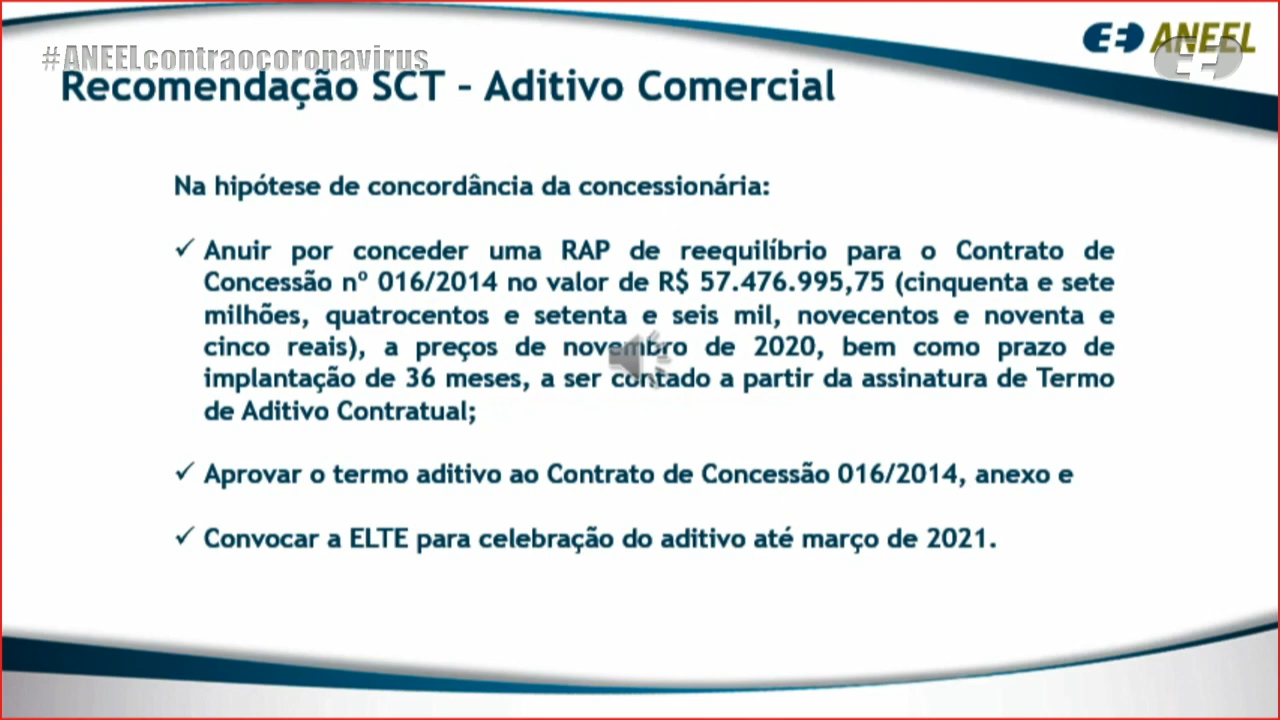 #ANEELcontraocoronavirus
ANEEL
Recomendação SCT – Aditivo Comercial
Na hipótese de concordância da concessionária:
✓ Anuir por conceder uma RAP de reequilíbrio para o Contrato de
Concessão nº 016/2014 no valor de R$ 57.476.995,75 (cinquenta e sete
milhões, quatrocentos e setenta e seis mil, novecentos e noventa e
cinco reais), a preços de novembro de 2020, bem como prazo de
implantação de 36 meses, a ser contado a partir da assinatura de Termo
de Aditivo Contratual;
✓ Aprovar o termo aditivo ao Contrato de Concessão 016/2014, anexo e
✓ Convocar a ELTE para celebração do aditivo até março de 2021.